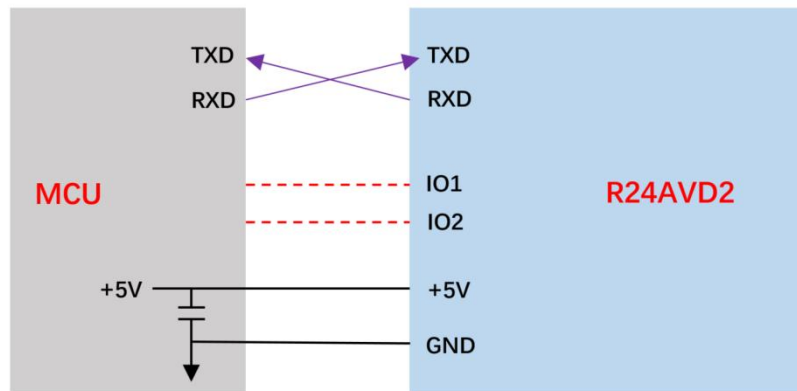 TXD TXD
RXD RXD
IO1
MCU R24AVD2
IO2
+5V +5V
GND